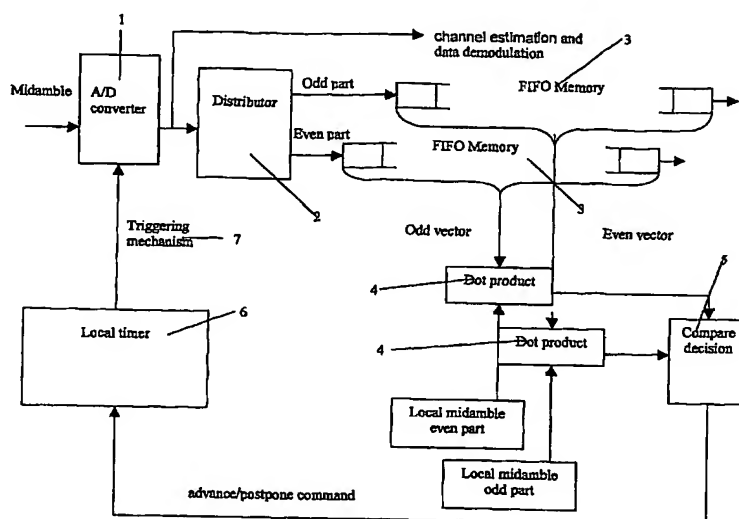 1
channel estimation and
data demodulation
3
Midamble
A/D
converter
Distributor
Odd part
FIFO Memory
Even part
FIFO Memory
2
3
Triggering
mechanism
7
Odd vector
Even vector
4
Dot product
5
Local timer
6
4
Dot product
Compare
decision
Local midamble
even part
Local midamble
odd part
advance/postpone command